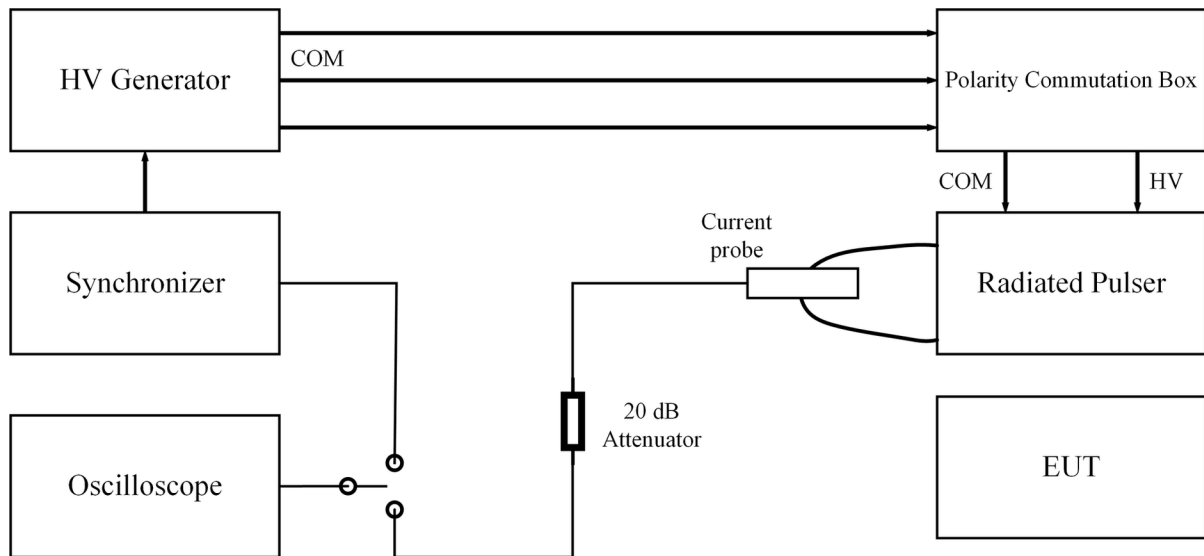 HV Generator
COM
Polarity Commutation Box
COM
HV
Synchronizer
Current
probe
Radiated Pulser
20 dB
Attenuator
Oscilloscope
EUT